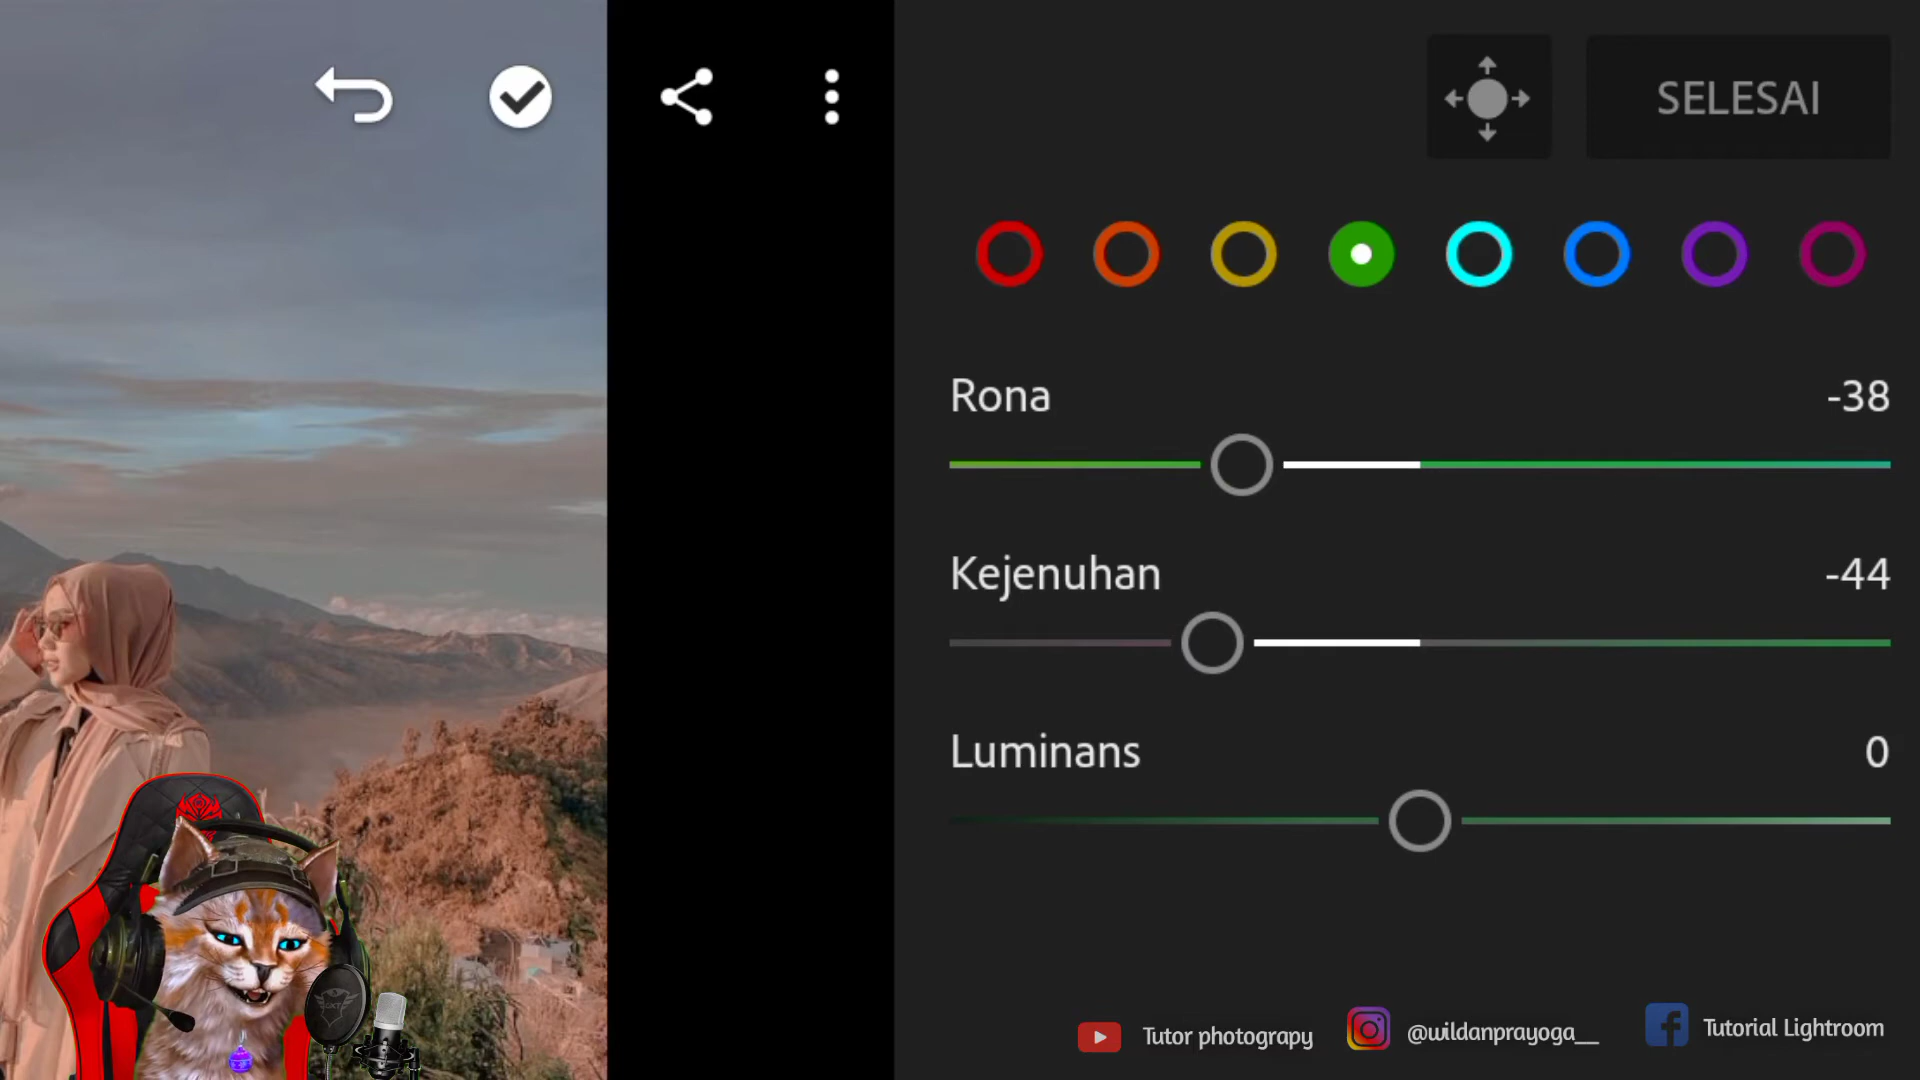 SELESAI
Rona -38
Kejenuhan -44
Luminans 0
Tutor photograpy @wildanprayoga__ Tutorial Lightroom